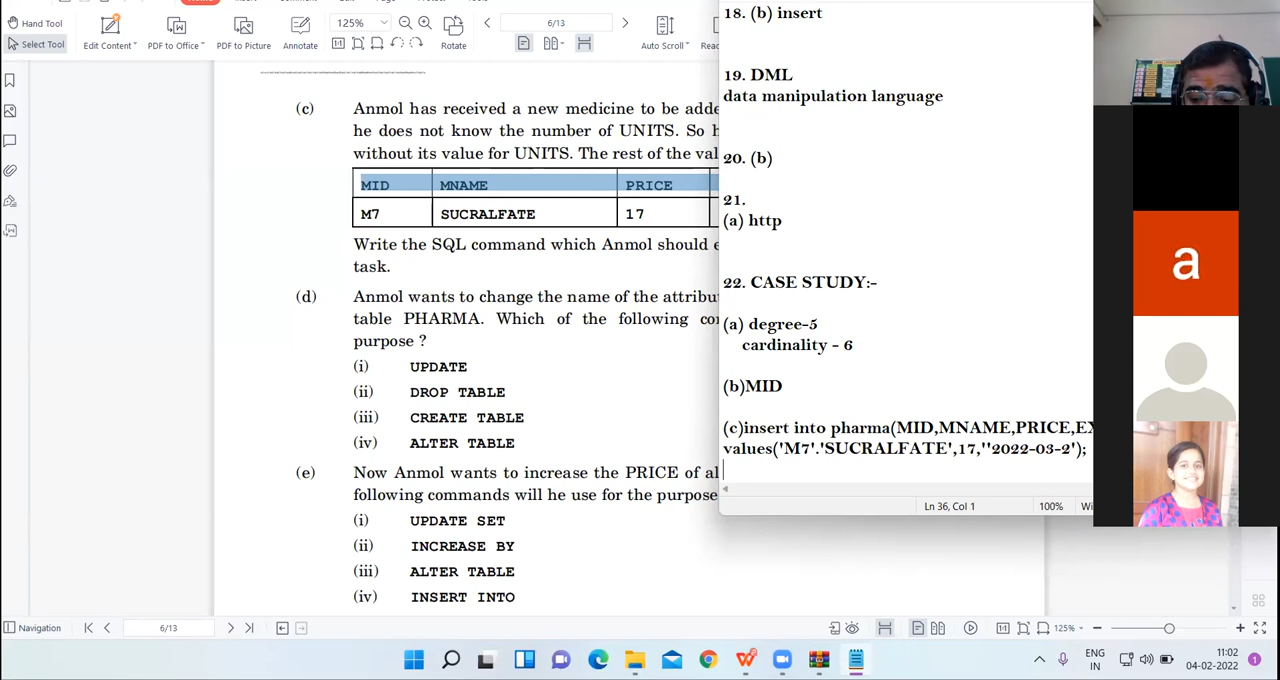 125%
6/13
Select Tool
Hand Tool
Edit Content
PDF to Office
PDF to Picture
Annotate
Rotate
Auto Scroll
(c) Anmol has received a new medicine to be adde
he does not know the number of UNITS. So h
without its value for UNITS. The rest of the val
MID MNAME PRICE
M7 SUCRALFATE 17
Write the SQL command which Anmol should e
task.
(d) Anmol wants to change the name of the attribut
table PHARMA. Which of the following co
purpose ?
(i) UPDATE
(ii) DROP TABLE
(iii) CREATE TABLE
(iv) ALTER TABLE
(e) Now Anmol wants to increase the PRICE of al
following commands will he use for the purpose
(i) UPDATE SET
(ii) INCREASE BY
(iii) ALTER TABLE
(iv) INSERT INTO
18. (b) insert
19. DML
data manipulation language
20. (b)
21.
(a) http
22. CASE STUDY:-
(a) degree-5
cardinality - 6
(b)MID
(c)insert into pharma(MID,MNAME,PRICE,EX
values('M7'.'SUCRALFATE',17,''2022-03-2');
Ln 36, Col 1
100%
Wi
a
Navigation
6/13
125%
ENG
IN
11:02
04-02-2022
1